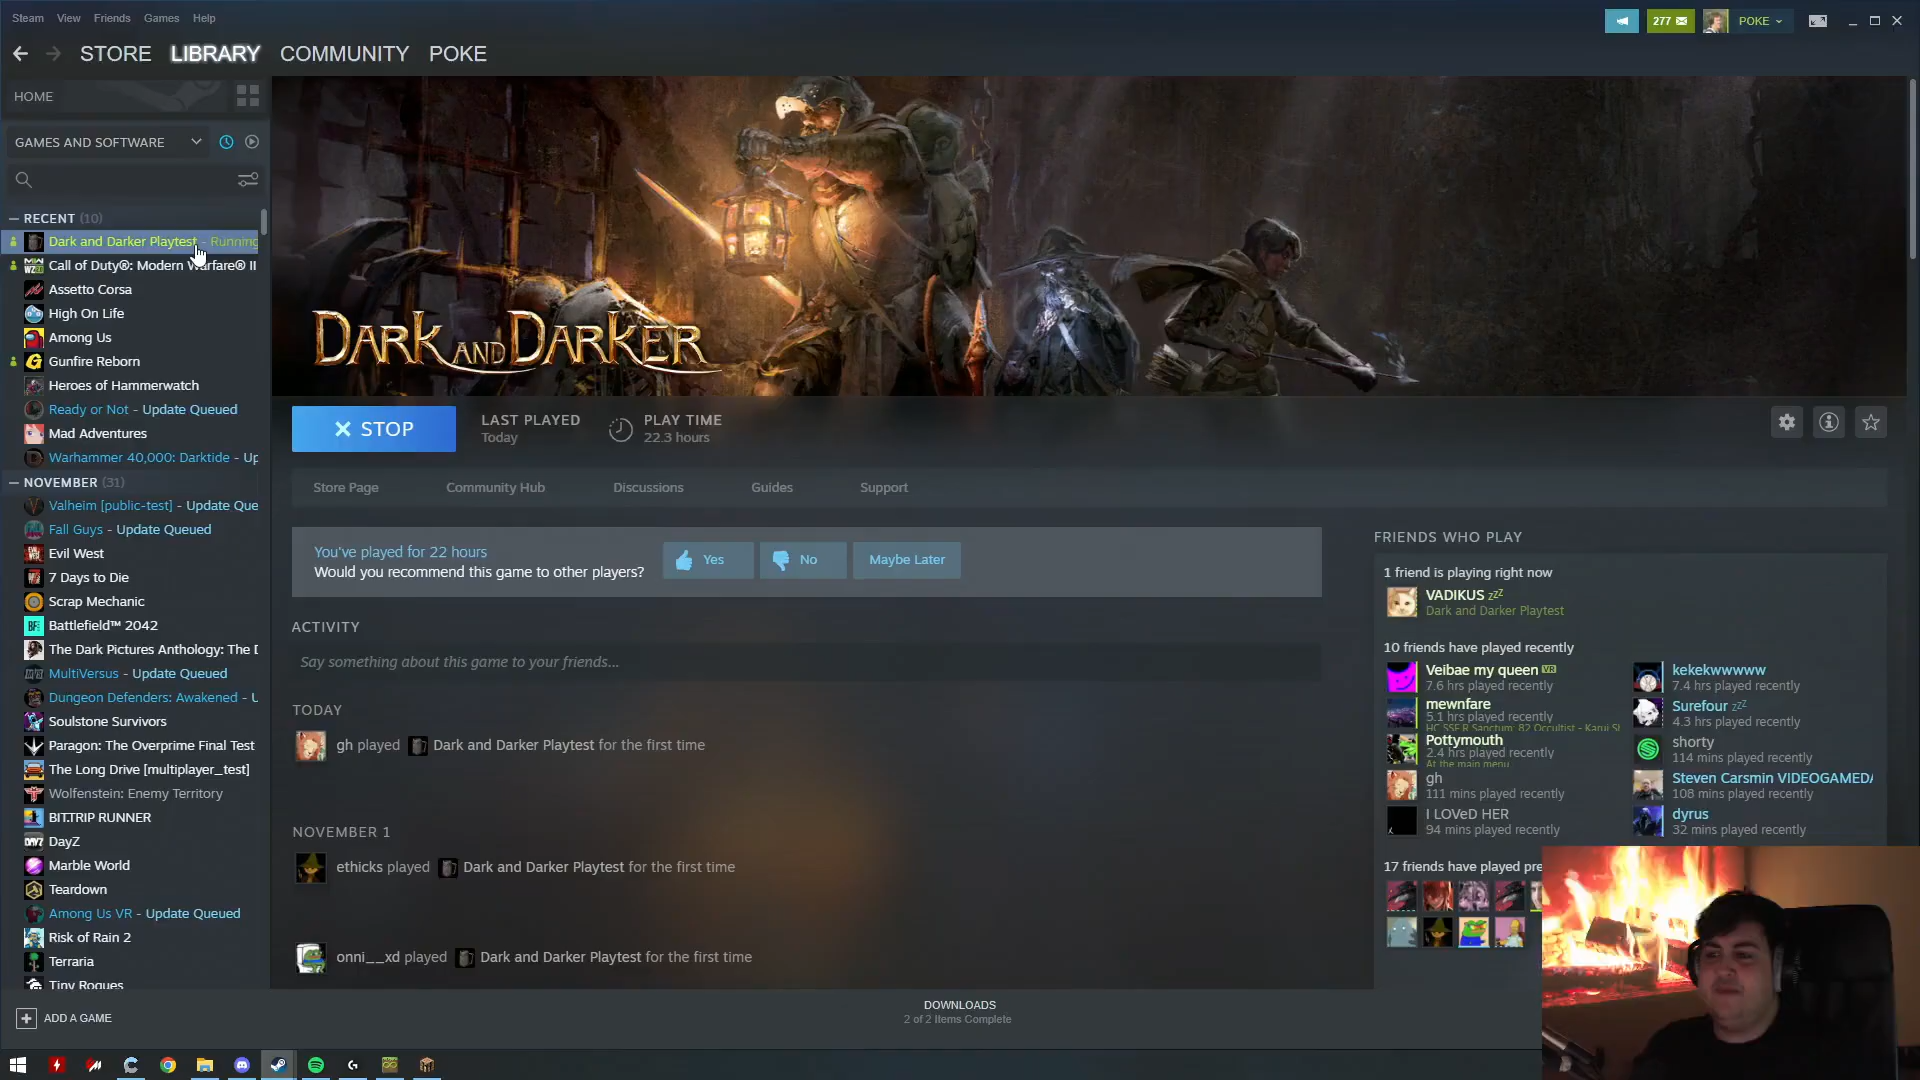 Steam View Friends Games Help
277
POKE
STORE LIBRARY COMMUNITY POKE
HOME
GAMES AND SOFTWARE
RECENT (10)
Dark and Darker Playtest - Running
Call of Duty®: Modern Warfare® II
Assetto Corsa
High On Life
Among Us
Gunfire Reborn
Heroes of Hammerwatch
Ready or Not - Update Queued
Mad Adventures
Warhammer 40,000: Darktide - Up
NOVEMBER (31)
Valheim [public-test] - Update Que
Fall Guys - Update Queued
Evil West
7 Days to Die
Scrap Mechanic
Battlefield™ 2042
The Dark Pictures Anthology: The D
MultiVersus - Update Queued
Dungeon Defenders: Awakened - U
Soulstone Survivors
Paragon: The Overprime Final Test
The Long Drive [multiplayer_test]
Wolfenstein: Enemy Territory
BIT.TRIP RUNNER
DayZ
Marble World
Teardown
Among Us VR - Update Queued
Risk of Rain 2
Terraria
Tiny Rogues
ADD A GAME
DARK AND DARKER
STOP
LAST PLAYED
Today
PLAY TIME
22.3 hours
Store Page Community Hub Discussions Guides Support
You've played for 22 hours
Would you recommend this game to other players?
Yes No Maybe Later
ACTIVITY
Say something about this game to your friends...
TODAY
gh played Dark and Darker Playtest for the first time
NOVEMBER 1
ethicks played Dark and Darker Playtest for the first time
onni__xd played Dark and Darker Playtest for the first time
FRIENDS WHO PLAY
1 friend is playing right now
VADIKUS zzZ
Dark and Darker Playtest
10 friends have played recently
Veibae my queen VR
7.6 hrs played recently
kekekwwwww
7.4 hrs played recently
mewnfare
5.1 hrs played recently
HC SSF R Sanctum: 82 Occultist - Karui Sh
Surefour zzZ
4.3 hrs played recently
Pottymouth
2.4 hrs played recently
At the main menu
shorty
114 mins played recently
gh
111 mins played recently
Steven Carsmin VIDEOGAMEDA
108 mins played recently
I LOVeD HER
94 mins played recently
dyrus
32 mins played recently
17 friends have played pre
DOWNLOADS
2 of 2 Items Complete